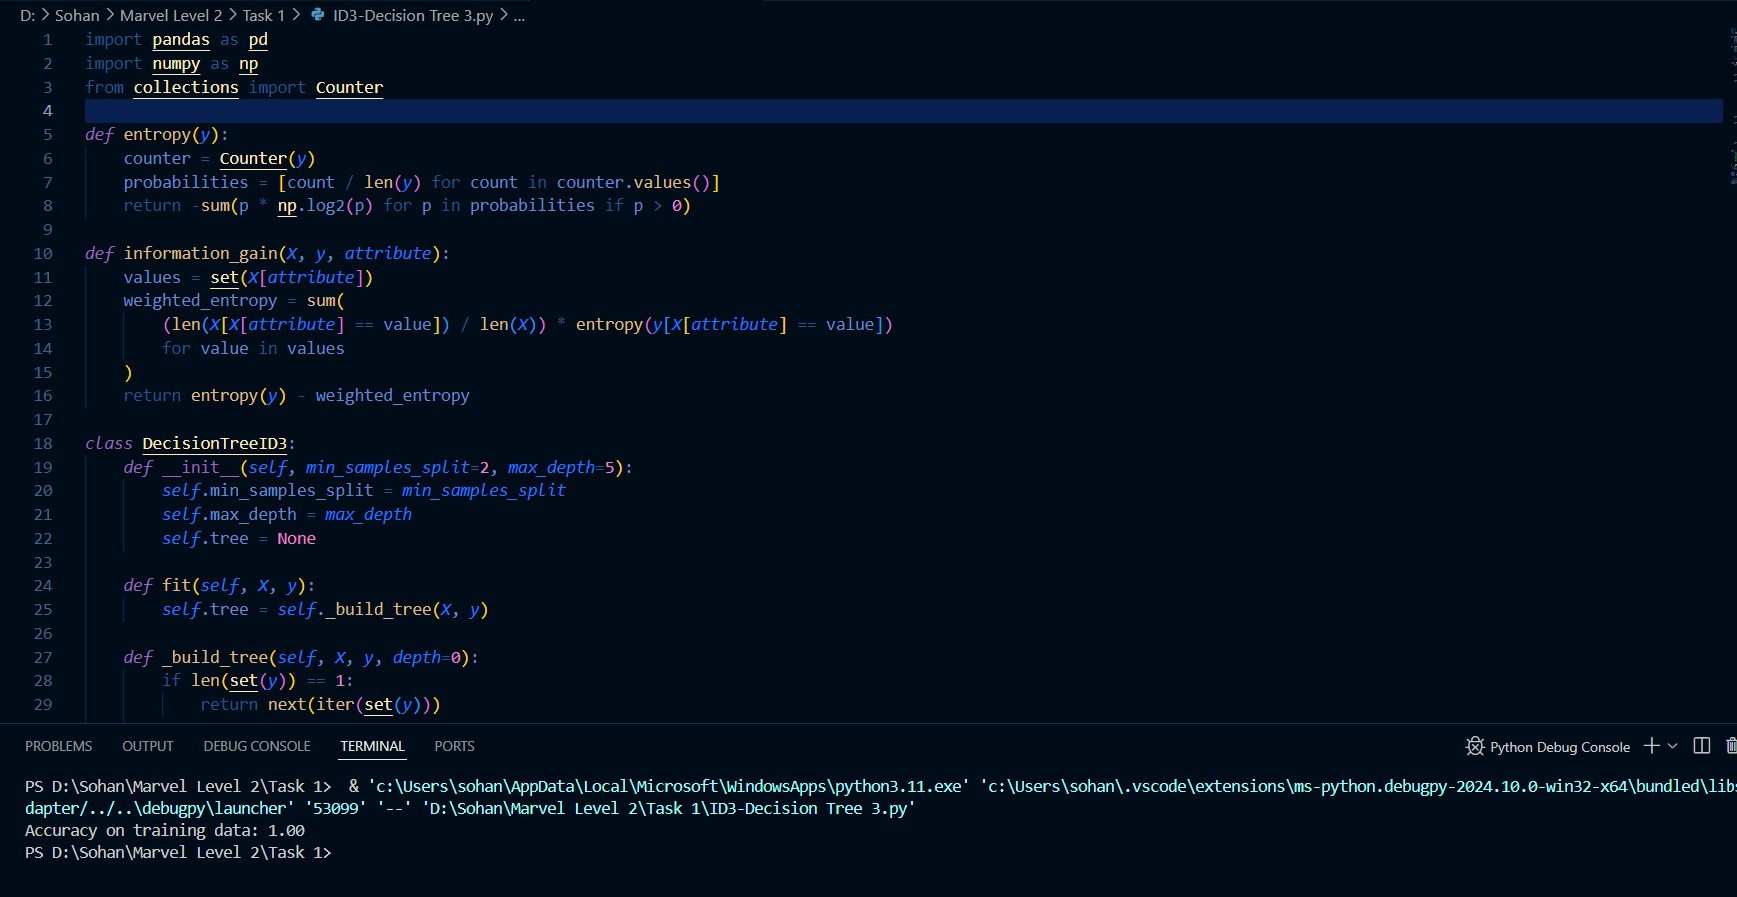 D: > Sohan > Marvel Level 2 > Task 1 > ID3-Decision Tree 3.py > ...
1 import pandas as pd
2 import numpy as np
3 from collections import Counter
4
5 def entropy(y):
6     counter = Counter(y)
7     probabilities = [count / len(y) for count in counter.values()]
8     return -sum(p * np.log2(p) for p in probabilities if p > 0)
9
10 def information_gain(X, y, attribute):
11     values = set(X[attribute])
12     weighted_entropy = sum(
13         (len(X[X[attribute] == value]) / len(X)) * entropy(y[X[attribute] == value])
14         for value in values
15     )
16     return entropy(y) - weighted_entropy
17
18 class DecisionTreeID3:
19     def __init__(self, min_samples_split=2, max_depth=5):
20         self.min_samples_split = min_samples_split
21         self.max_depth = max_depth
22         self.tree = None
23
24     def fit(self, X, y):
25         self.tree = self._build_tree(X, y)
26
27     def _build_tree(self, X, y, depth=0):
28         if len(set(y)) == 1:
29             return next(iter(set(y)))
PROBLEMS OUTPUT DEBUG CONSOLE TERMINAL PORTS Python Debug Console
PS D:\Sohan\Marvel Level 2\Task 1>  & 'c:\Users\sohan\AppData\Local\Microsoft\WindowsApps\python3.11.exe' 'c:\Users\sohan\.vscode\extensions\ms-python.debugpy-2024.10.0-win32-x64\bundled\libs
dapter/../..\debugpy\launcher' '53099' '--' 'D:\Sohan\Marvel Level 2\Task 1\ID3-Decision Tree 3.py'
Accuracy on training data: 1.00
PS D:\Sohan\Marvel Level 2\Task 1>